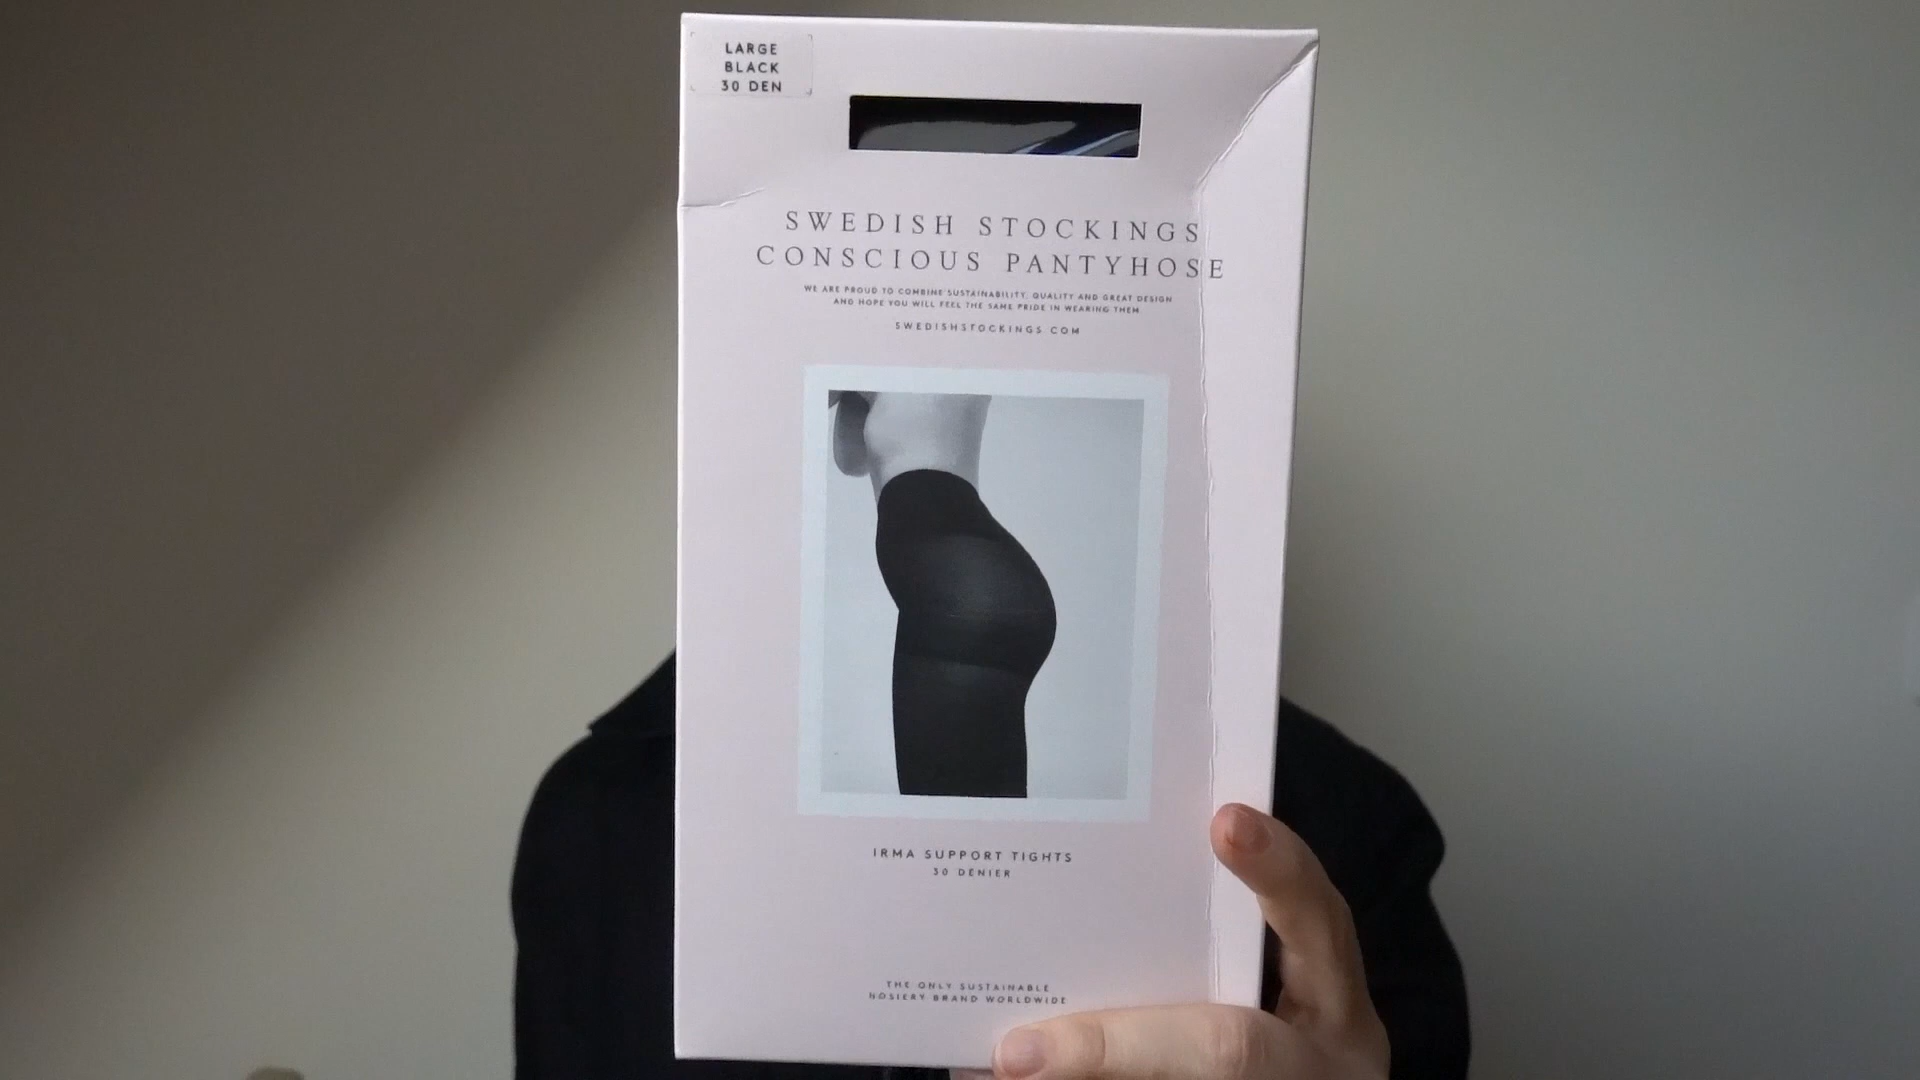 LARGE
BLACK
30 DEN
SWEDISH STOCKINGS
CONSCIOUS PANTYHOSE
WE ARE PROUD TO COMBINE SUSTAINABILITY, QUALITY AND GREAT DESIGN
AND HOPE YOU WILL FEEL THE SAME PRIDE IN WEARING THEM
SWEDISHSTOCKINGS.COM
IRMA SUPPORT TIGHTS
30 DENIER
THE ONLY SUSTAINABLE
HOSIERY BRAND WORLDWIDE